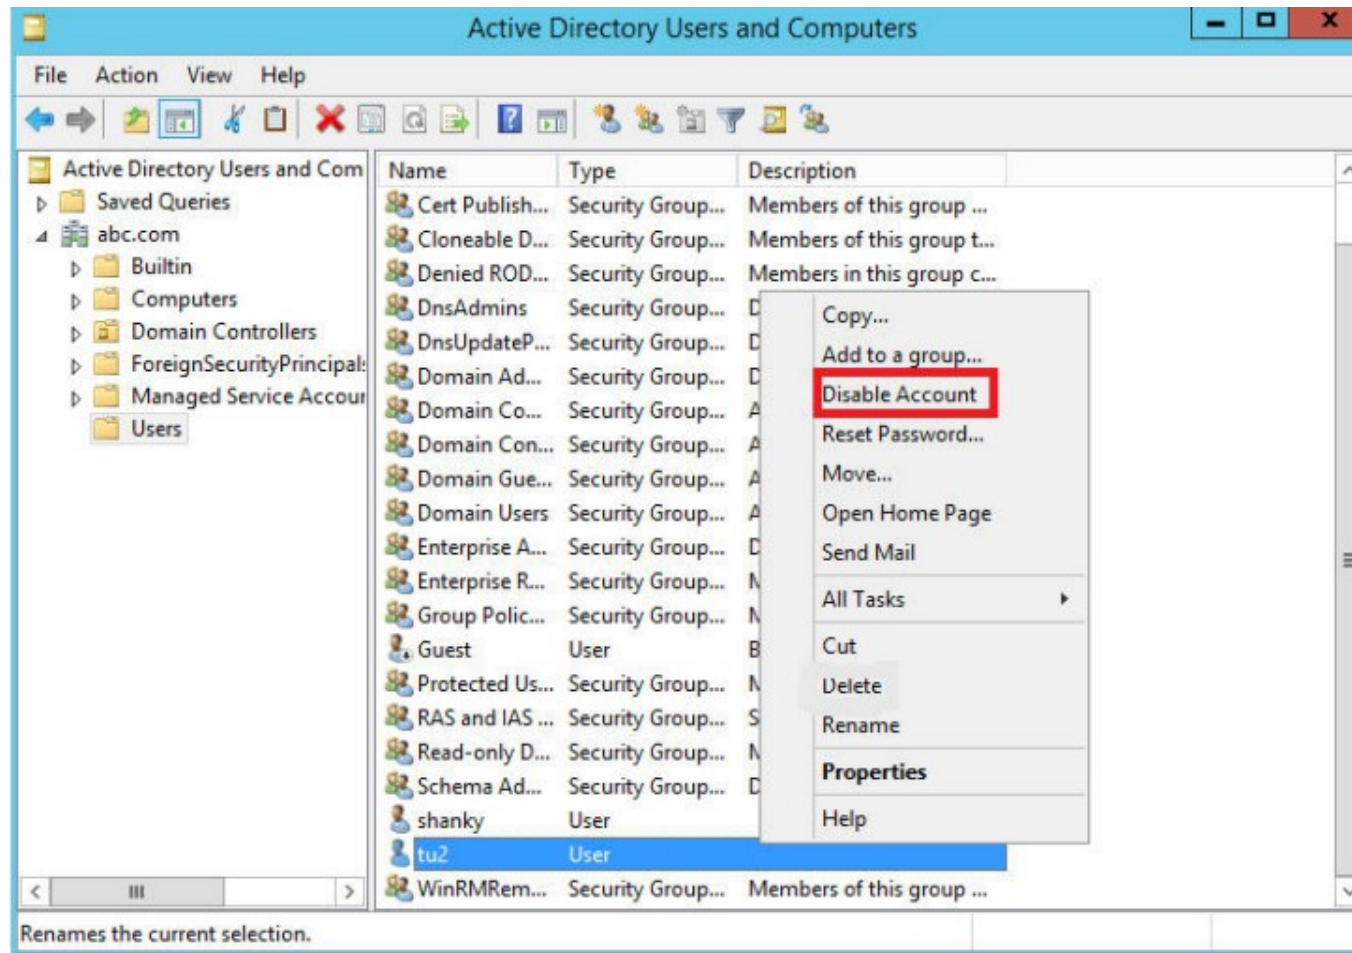 Active Directory Users and Computers
File Action View Help
Active Directory Users and Com
Saved Queries
abc.com
Builtin
Computers
Domain Controllers
ForeignSecurityPrincipals
Managed Service Accour
Users
Name Type Description
Cert Publish... Security Group... Members of this group ...
Cloneable D... Security Group... Members of this group t...
Denied ROD... Security Group... Members in this group c...
DnsAdmins Security Group... D
DnsUpdateP... Security Group... D
Domain Ad... Security Group... D
Domain Co... Security Group... A
Domain Con... Security Group... A
Domain Gue... Security Group... A
Domain Users Security Group... A
Enterprise A... Security Group... D
Enterprise R... Security Group... M
Group Polic... Security Group... M
Guest User B
Protected Us... Security Group... M
RAS and IAS ... Security Group... S
Read-only D... Security Group... M
Schema Ad... Security Group... D
shanky User
tu2 User
WinRMRem... Security Group... Members of this group ...
Copy...
Add to a group...
Disable Account
Reset Password...
Move...
Open Home Page
Send Mail
All Tasks
Cut
Delete
Rename
Properties
Help
Renames the current selection.